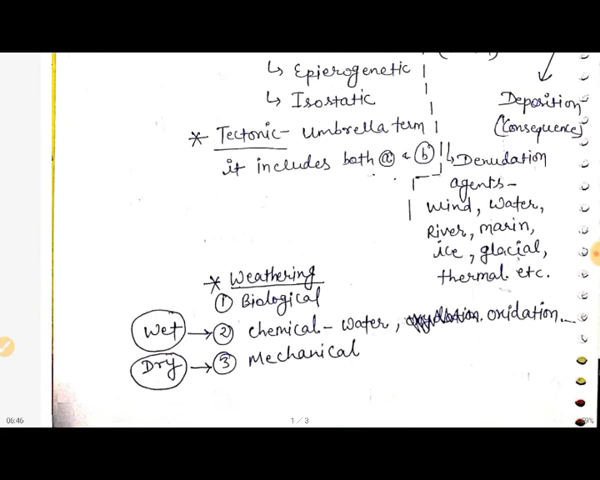 ↳ Epierogenetic
↳ Isostatic
* Tectonic - Umbrella term
it includes both ⓐ & ⓑ
Deposition
(Consequence)
↳ Denudation
agents -
Wind, Water,
River, marin,
ice, glacial,
thermal etc.
* Weathering
① Biological
Wet → ② Chemical - Water, oxidation...
Dry → ③ Mechanical
06:46
1 / 3